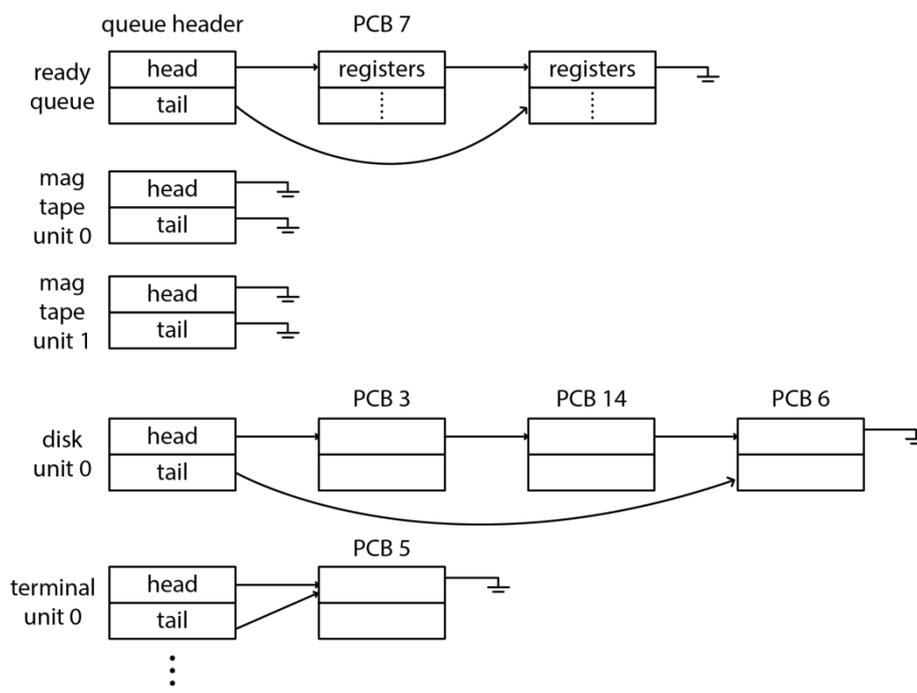 queue header PCB 7
ready queue
head
tail
registers
registers
mag tape unit 0
head
tail
mag tape unit 1
head
tail
PCB 3 PCB 14 PCB 6
disk unit 0
head
tail
PCB 5
terminal unit 0
head
tail